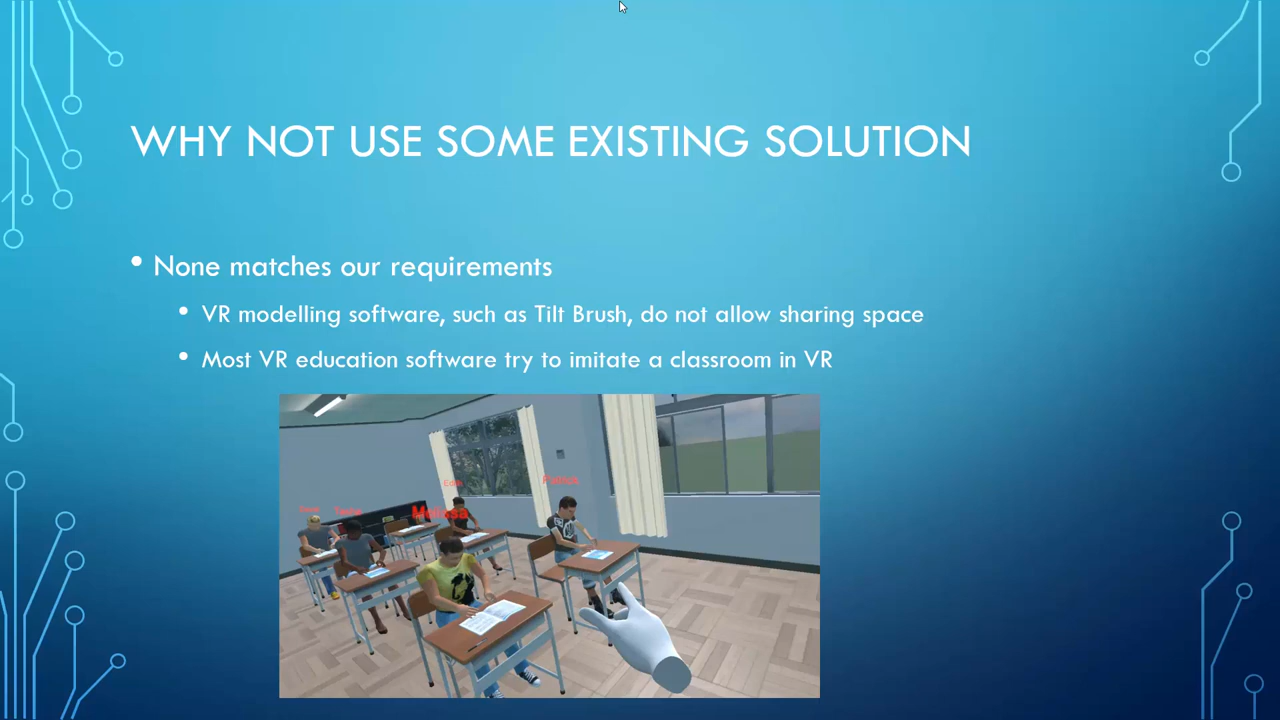 WHY NOT USE SOME EXISTING SOLUTION
• None matches our requirements
• VR modelling software, such as Tilt Brush, do not allow sharing space
• Most VR education software try to imitate a classroom in VR
Melissa